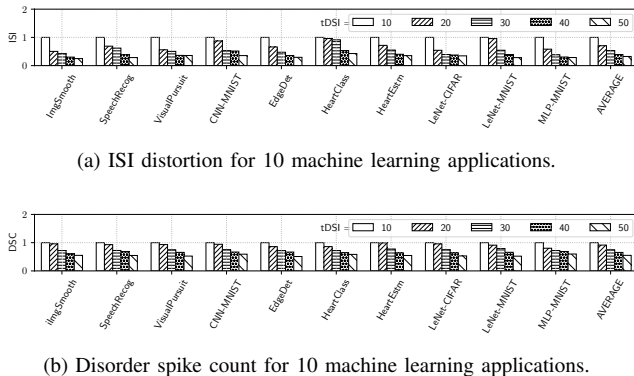 2
1
0
ISI
tDSI = 10 20 30 40 50
ImgSmooth
SpeechRecog
VisualPursuit
CNN-MNIST
EdgeDet
HeartClass
HeartEstm
LeNet-CIFAR
LeNet-MNIST
MLP-MNIST
AVERAGE
(a) ISI distortion for 10 machine learning applications.
2
1
0
DSC
tDSI = 10 20 30 40 50
iImgSmooth
SpeechRecog
VisualPursuit
CNN-MNIST
EdgeDet
HeartClass
HeartEstm
LeNet-CIFAR
LeNet-MNIST
MLP-MNIST
AVERAGE
(b) Disorder spike count for 10 machine learning applications.